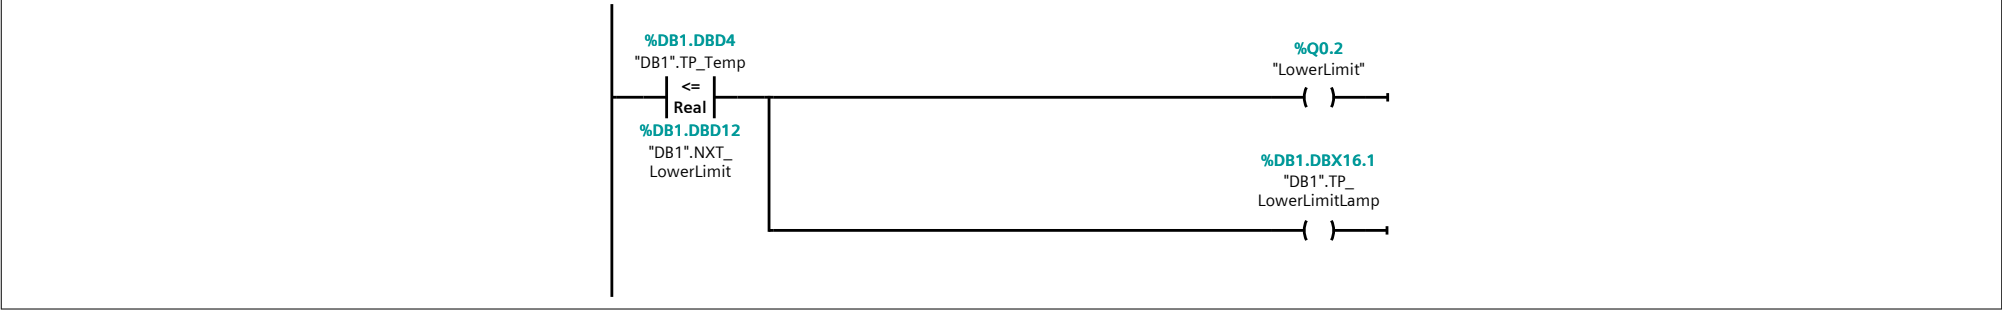 %DB1.DBD4
"DB1".TP_Temp
<=
Real
%DB1.DBD12
"DB1".NXT_
LowerLimit
%Q0.2
"LowerLimit"
%DB1.DBX16.1
"DB1".TP_
LowerLimitLamp